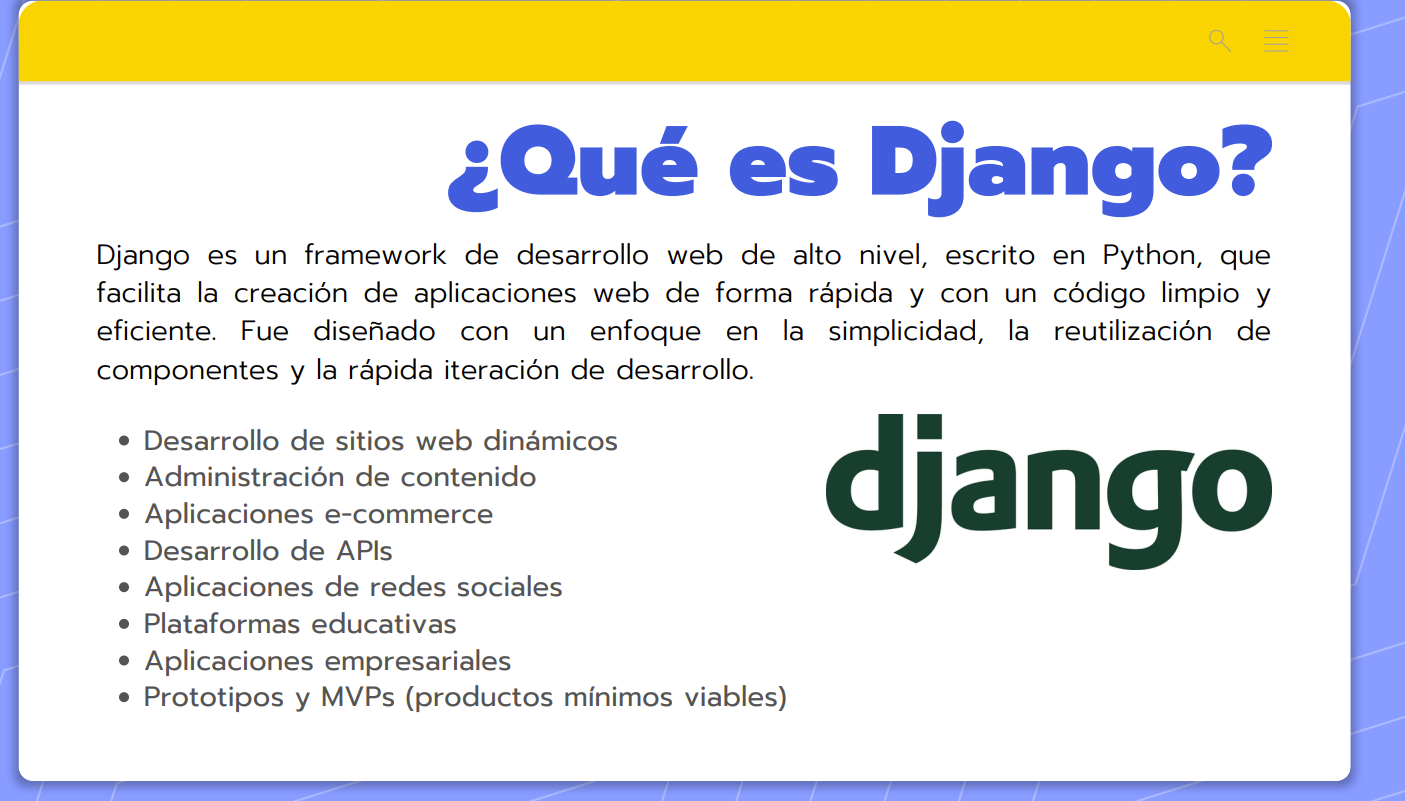 ¿Qué es Django?
Django es un framework de desarrollo web de alto nivel, escrito en Python, que
facilita la creación de aplicaciones web de forma rápida y con un código limpio y
eficiente. Fue diseñado con un enfoque en la simplicidad, la reutilización de
componentes y la rápida iteración de desarrollo.
• Desarrollo de sitios web dinámicos
• Administración de contenido
• Aplicaciones e-commerce
• Desarrollo de APIs
• Aplicaciones de redes sociales
• Plataformas educativas
• Aplicaciones empresariales
• Prototipos y MVPs (productos mínimos viables)
django